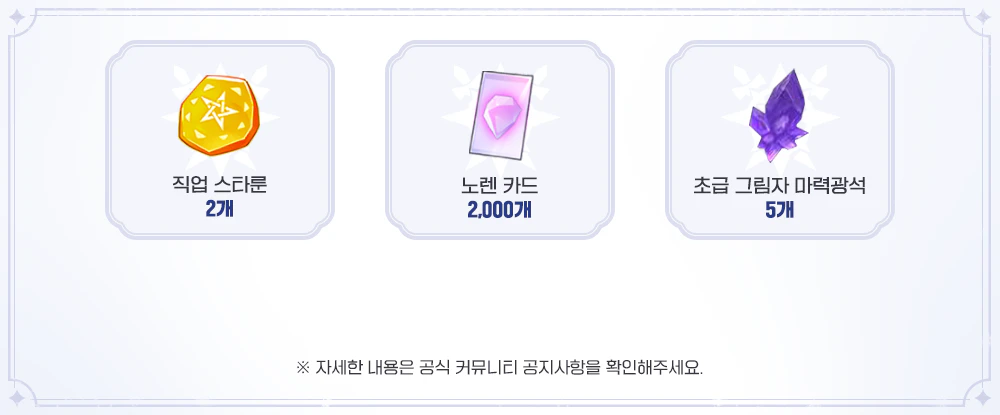 직업 스타룬
2개
노렌 카드
2,000개
초급 그림자 마력광석
5개
※ 자세한 내용은 공식 커뮤니티 공지사항을 확인해주세요.